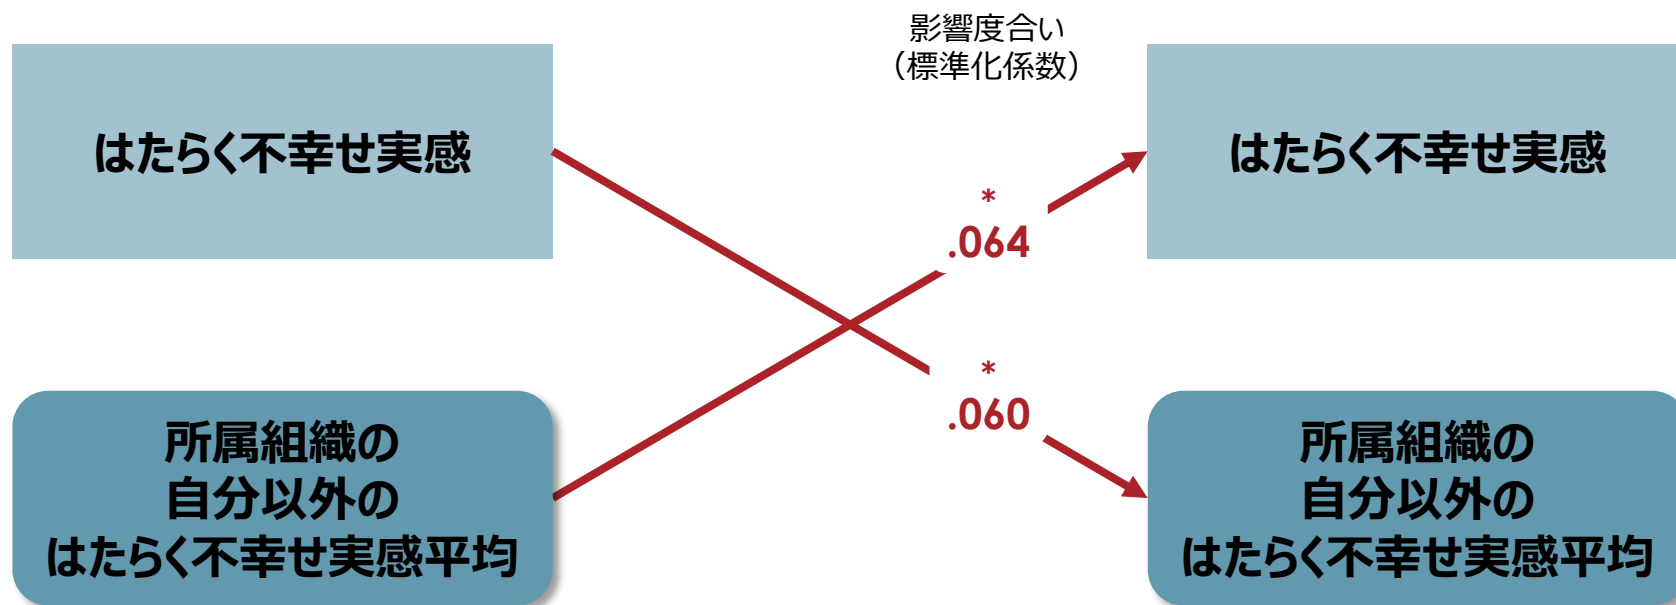 影響度合い
（標準化係数）
はたらく不幸せ実感
はたらく不幸せ実感
*
.064
*
.060
所属組織の
自分以外の
はたらく不幸せ実感平均
所属組織の
自分以外の
はたらく不幸せ実感平均